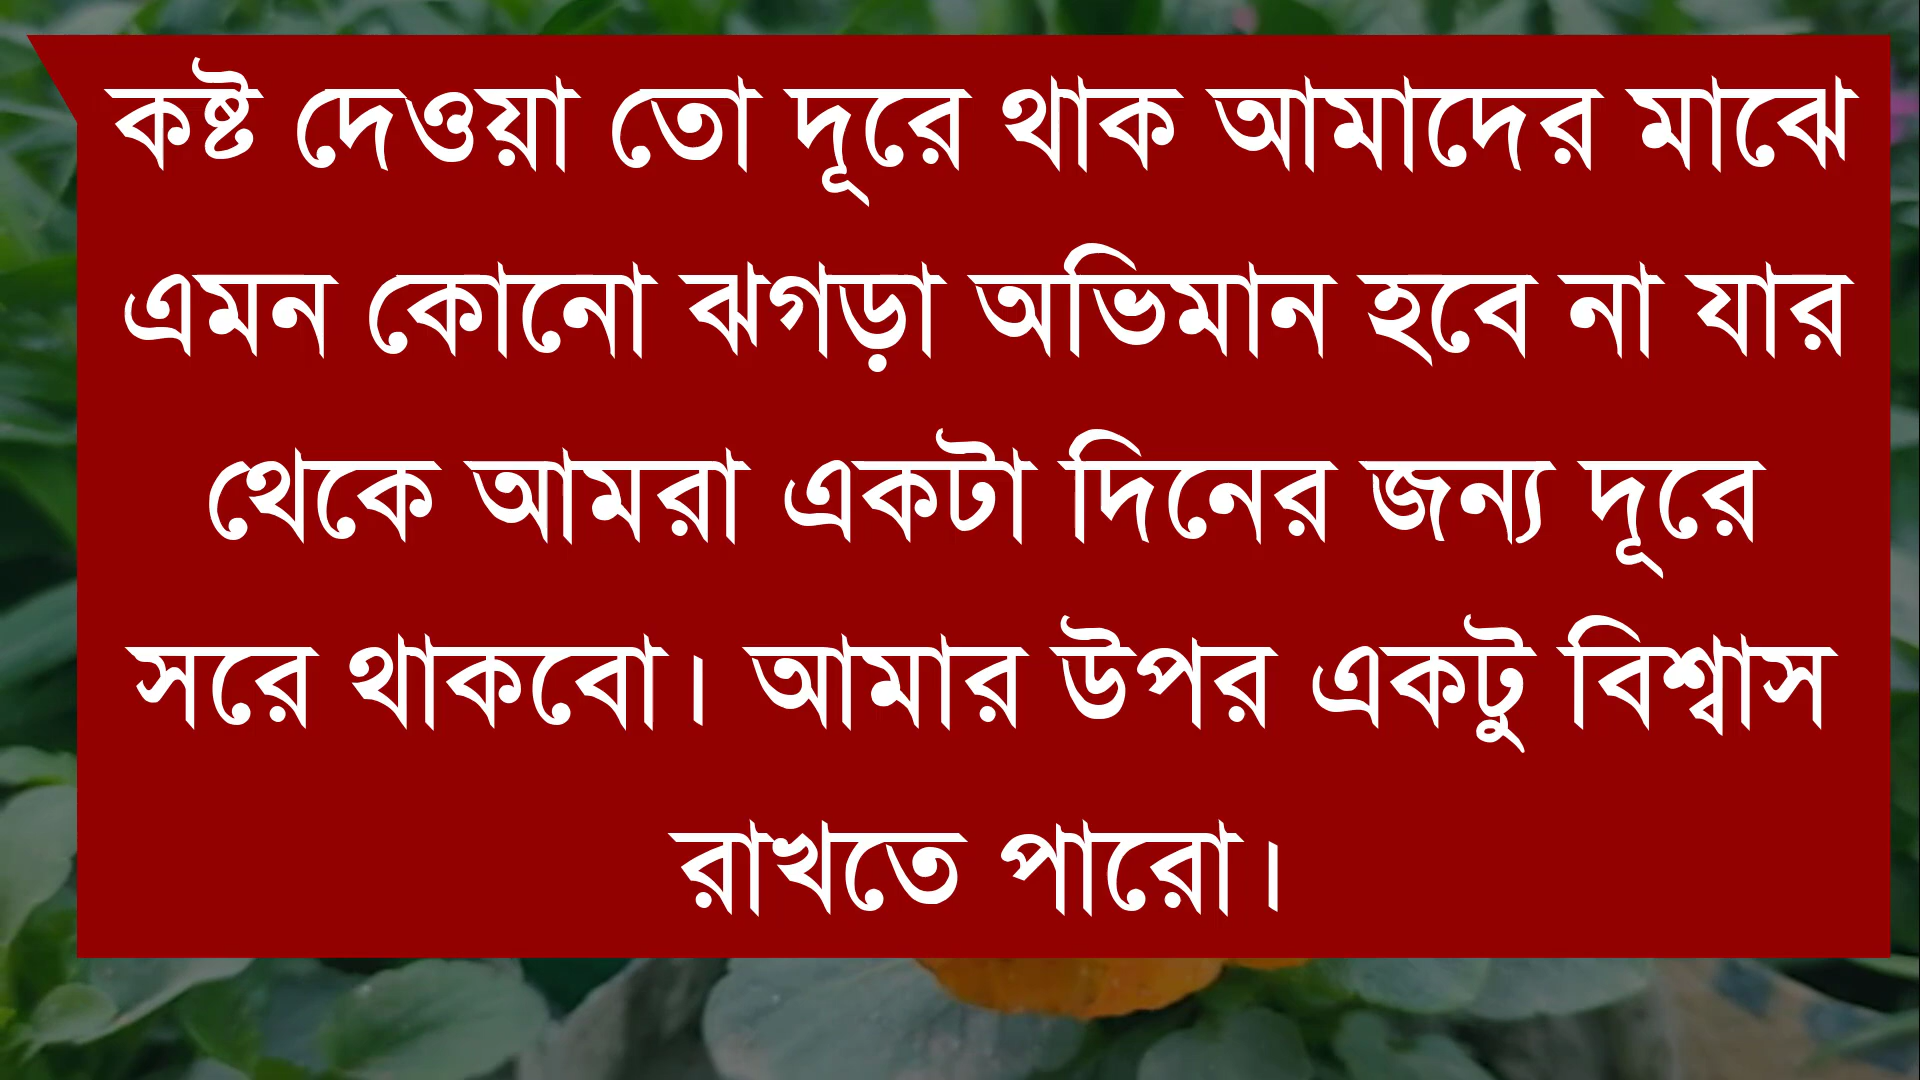 কষ্ট দেওয়া তো দূরে থাক আমাদের মাঝে
এমন কোনো ঝগড়া অভিমান হবে না যার
থেকে আমরা একটা দিনের জন্য দূরে
সরে থাকবো। আমার উপর একটু বিশ্বাস
রাখতে পারো।